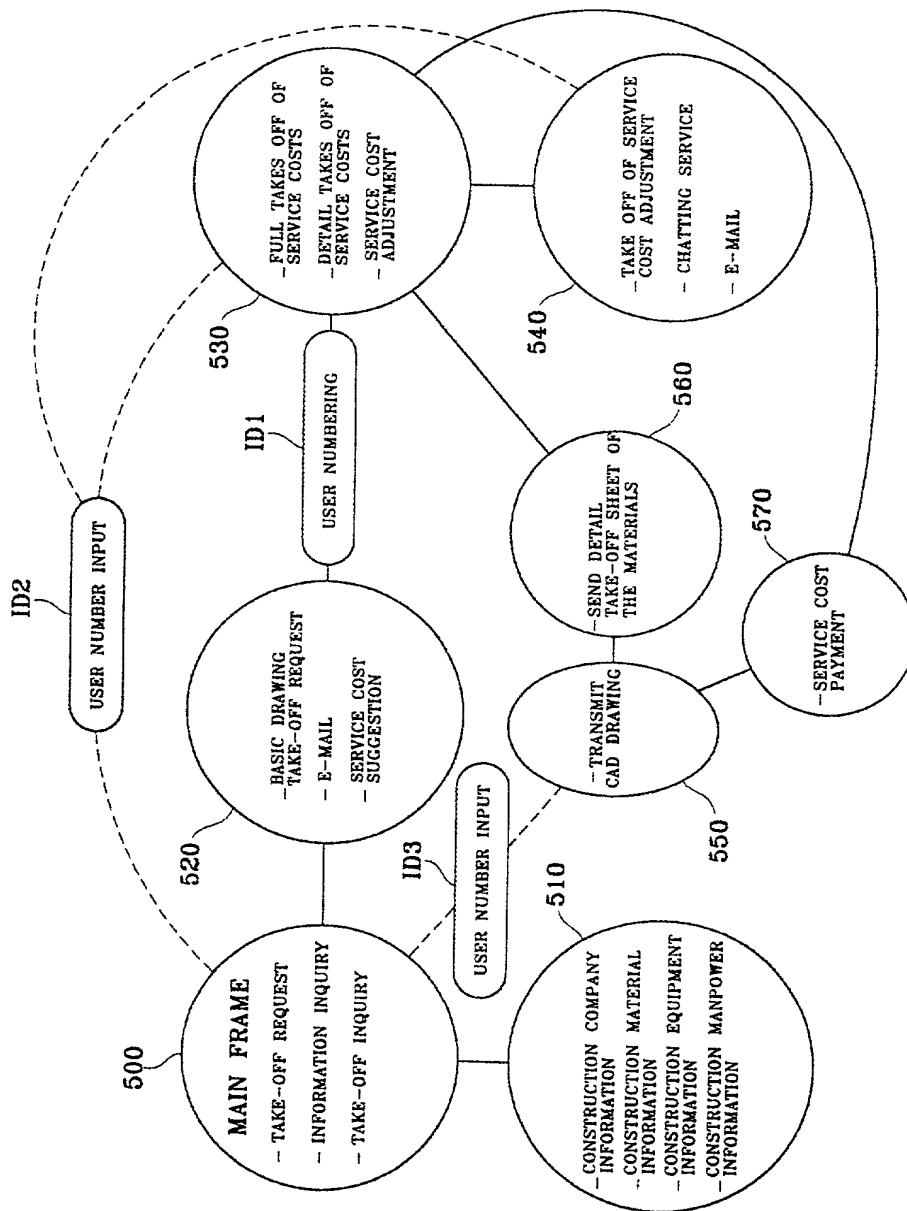 500
MAIN FRAME
– TAKE-OFF REQUEST
– INFORMATION INQUIRY
– TAKE-OFF INQUIRY
510
– CONSTRUCTION COMPANY
INFORMATION
– CONSTRUCTION MATERIAL
INFORMATION
– CONSTRUCTION EQUIPMENT
INFORMATION
– CONSTRUCTION MANPOWER
INFORMATION
ID2
USER NUMBER INPUT
520
– BASIC DRAWING
TAKE-OFF REQUEST
– E-MAIL
– SERVICE COST
SUGGESTION
ID3
USER NUMBER INPUT
550
– TRANSMIT
CAD DRAWING
ID1
USER NUMBERING
560
– SEND DETAIL
TAKE-OFF SHEET OF
THE MATERIALS
570
– SERVICE COST
PAYMENT
530
– FULL TAKES OFF OF
SERVICE COSTS
– DETAIL TAKES OFF OF
SERVICE COSTS
– SERVICE COST
ADJUSTMENT
540
– TAKE OFF OF SERVICE
COST ADJUSTMENT
– CHATTING SERVICE
– E-MAIL